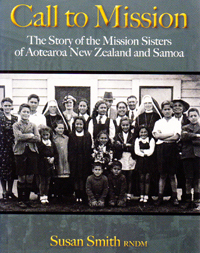 Call to Mission
The Story of the Mission Sisters
of Aotearoa New Zealand and Samoa
Susan Smith RNDM